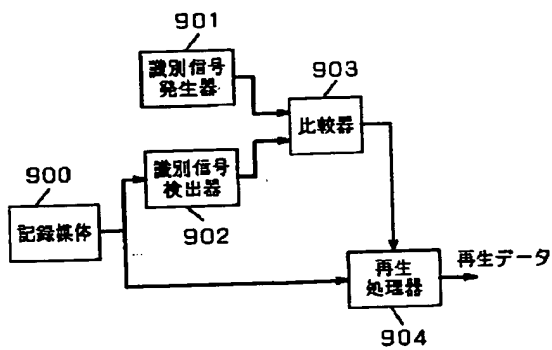 901
識別信号
発生器
903
比較器
900
識別信号
検出器
記録媒体
902
再生
処理器
再生データ
904